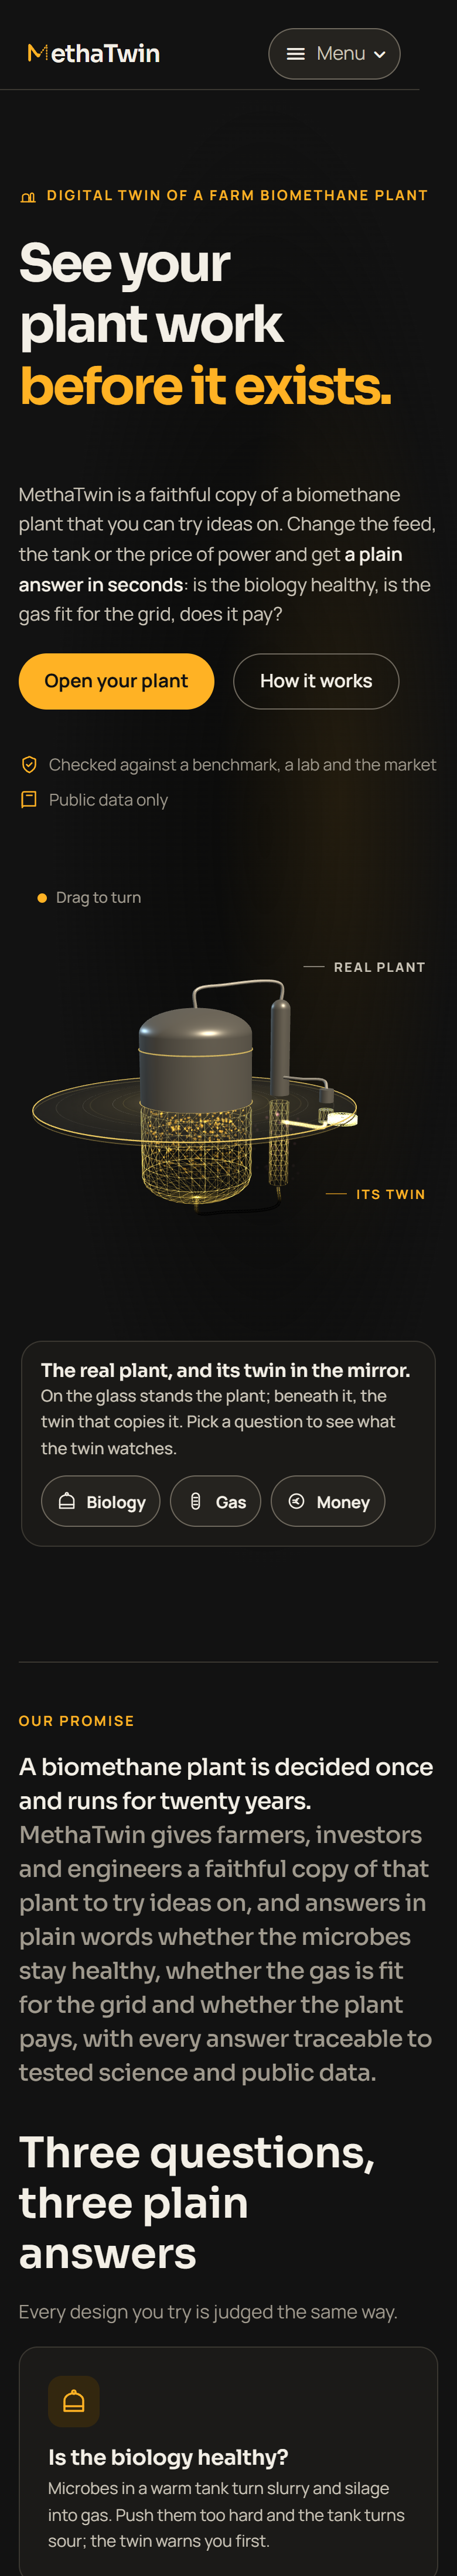 MethaTwin
Menu
DIGITAL TWIN OF A FARM BIOMETHANE PLANT
See your
plant work
before it exists.
MethaTwin is a faithful copy of a biomethane
plant that you can try ideas on. Change the feed,
the tank or the price of power and get a plain
answer in seconds: is the biology healthy, is the
gas fit for the grid, does it pay?
Open your plant
How it works
Checked against a benchmark, a lab and the market
Public data only
Drag to turn
REAL PLANT
ITS TWIN
The real plant, and its twin in the mirror.
On the glass stands the plant; beneath it, the
twin that copies it. Pick a question to see what
the twin watches.
Biology
Gas
Money
OUR PROMISE
A biomethane plant is decided once
and runs for twenty years.
MethaTwin gives farmers, investors
and engineers a faithful copy of that
plant to try ideas on, and answers in
plain words whether the microbes
stay healthy, whether the gas is fit
for the grid and whether the plant
pays, with every answer traceable to
tested science and public data.
Three questions,
three plain
answers
Every design you try is judged the same way.
Is the biology healthy?
Microbes in a warm tank turn slurry and silage
into gas. Push them too hard and the tank turns
sour; the twin warns you first.